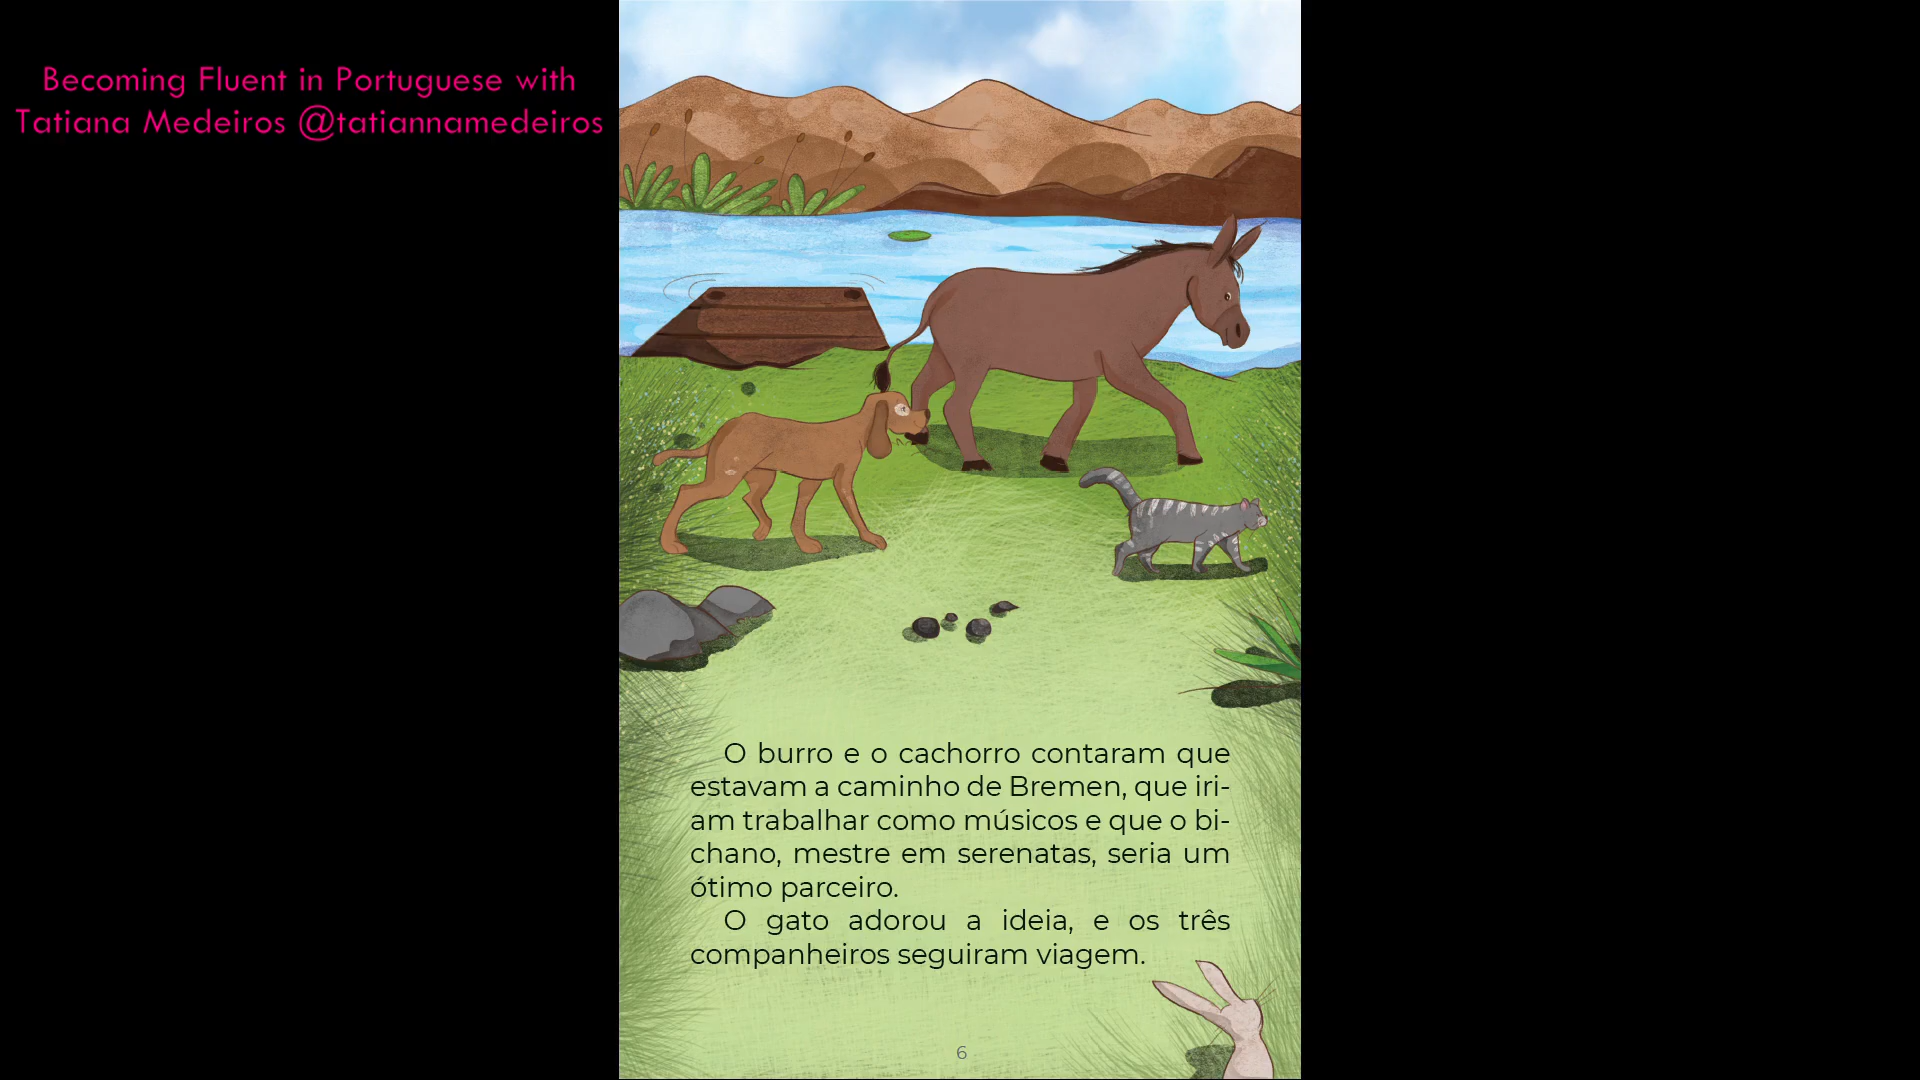 Becoming Fluent in Portuguese with
Tatiana Medeiros @tatiannamedeiros
O burro e o cachorro contaram que
estavam a caminho de Bremen, que iri-
am trabalhar como músicos e que o bi-
chano, mestre em serenatas, seria um
ótimo parceiro.
O gato adorou a ideia, e os três
companheiros seguiram viagem.
6